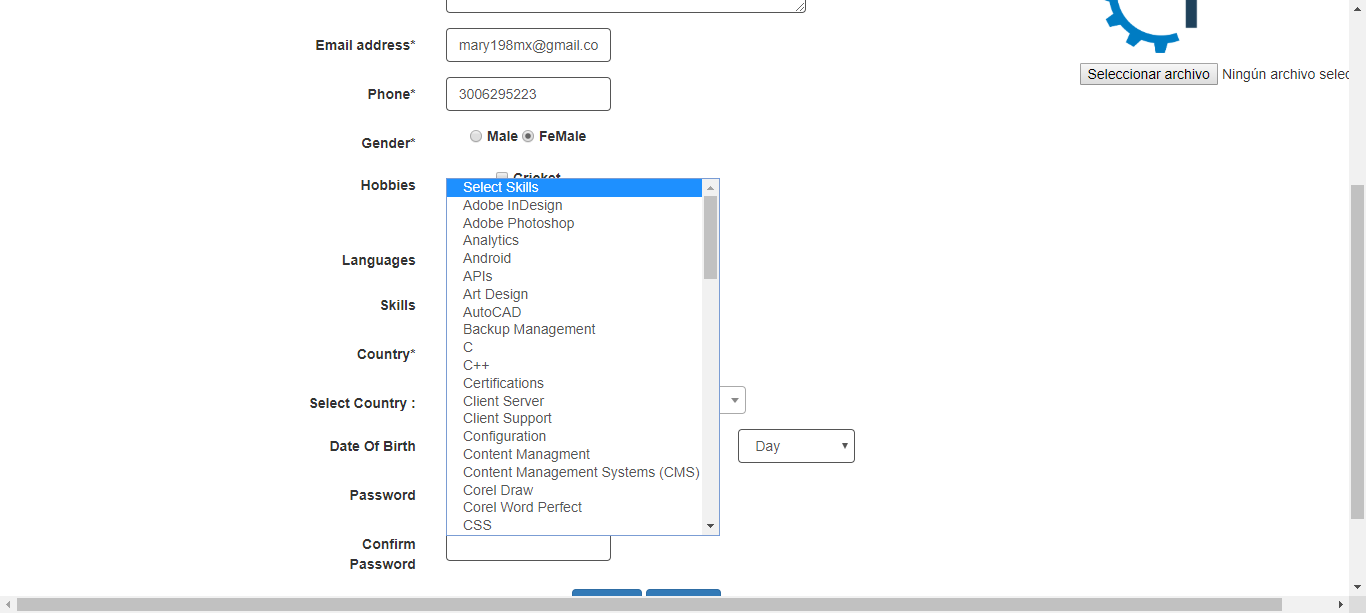 Email address* mary198mx@gmail.co
Seleccionar archivo Ningún archivo selec
Phone* 3006295223
Gender* Male FeMale
Cricket
Hobbies
Select Skills
Adobe InDesign
Adobe Photoshop
Analytics
Languages
Android
APIs
Art Design
Skills
AutoCAD
Backup Management
C
Country*
C++
Certifications
Select Country :
Client Server
Client Support
Configuration
Date Of Birth
Day
Content Managment
Content Management Systems (CMS)
Corel Draw
Password
Corel Word Perfect
CSS
Confirm
Password